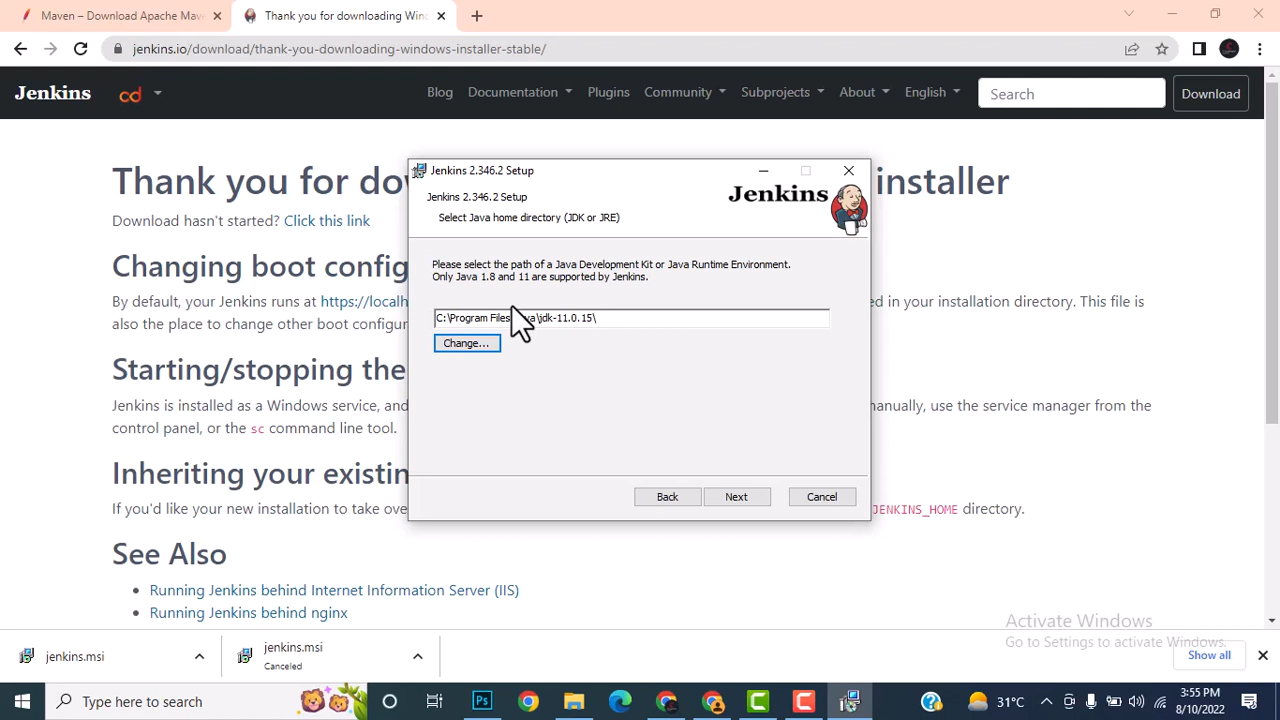 Maven – Download Apache Mav
Thank you for downloading Win
jenkins.io/download/thank-you-downloading-windows-installer-stable/
Jenkins
cd
Blog
Documentation
Plugins
Community
Subprojects
About
English
Search
Download
Thank you for do
installer
Download hasn't started? Click this link
Changing boot config
By default, your Jenkins runs at https://localh
ed in your installation directory. This file is
also the place to change other boot configur
Starting/stopping the
Jenkins is installed as a Windows service, and
manually, use the service manager from the
control panel, or the sc command line tool.
Inheriting your existin
If you'd like your new installation to take ove
JENKINS_HOME directory.
See Also
Running Jenkins behind Internet Information Server (IIS)
Running Jenkins behind nginx
Jenkins 2.346.2 Setup
Jenkins 2.346.2 Setup
Select Java home directory (JDK or JRE)
Jenkins
Please select the path of a Java Development Kit or Java Runtime Environment.
Only Java 1.8 and 11 are supported by Jenkins.
C:\Program Files va\jdk-11.0.15\
Change...
Back
Next
Cancel
Activate Windows
Go to Settings to activate Windows.
jenkins.msi
jenkins.msi
Canceled
Show all
Type here to search
Ps
31°C
3:55 PM
8/10/2022